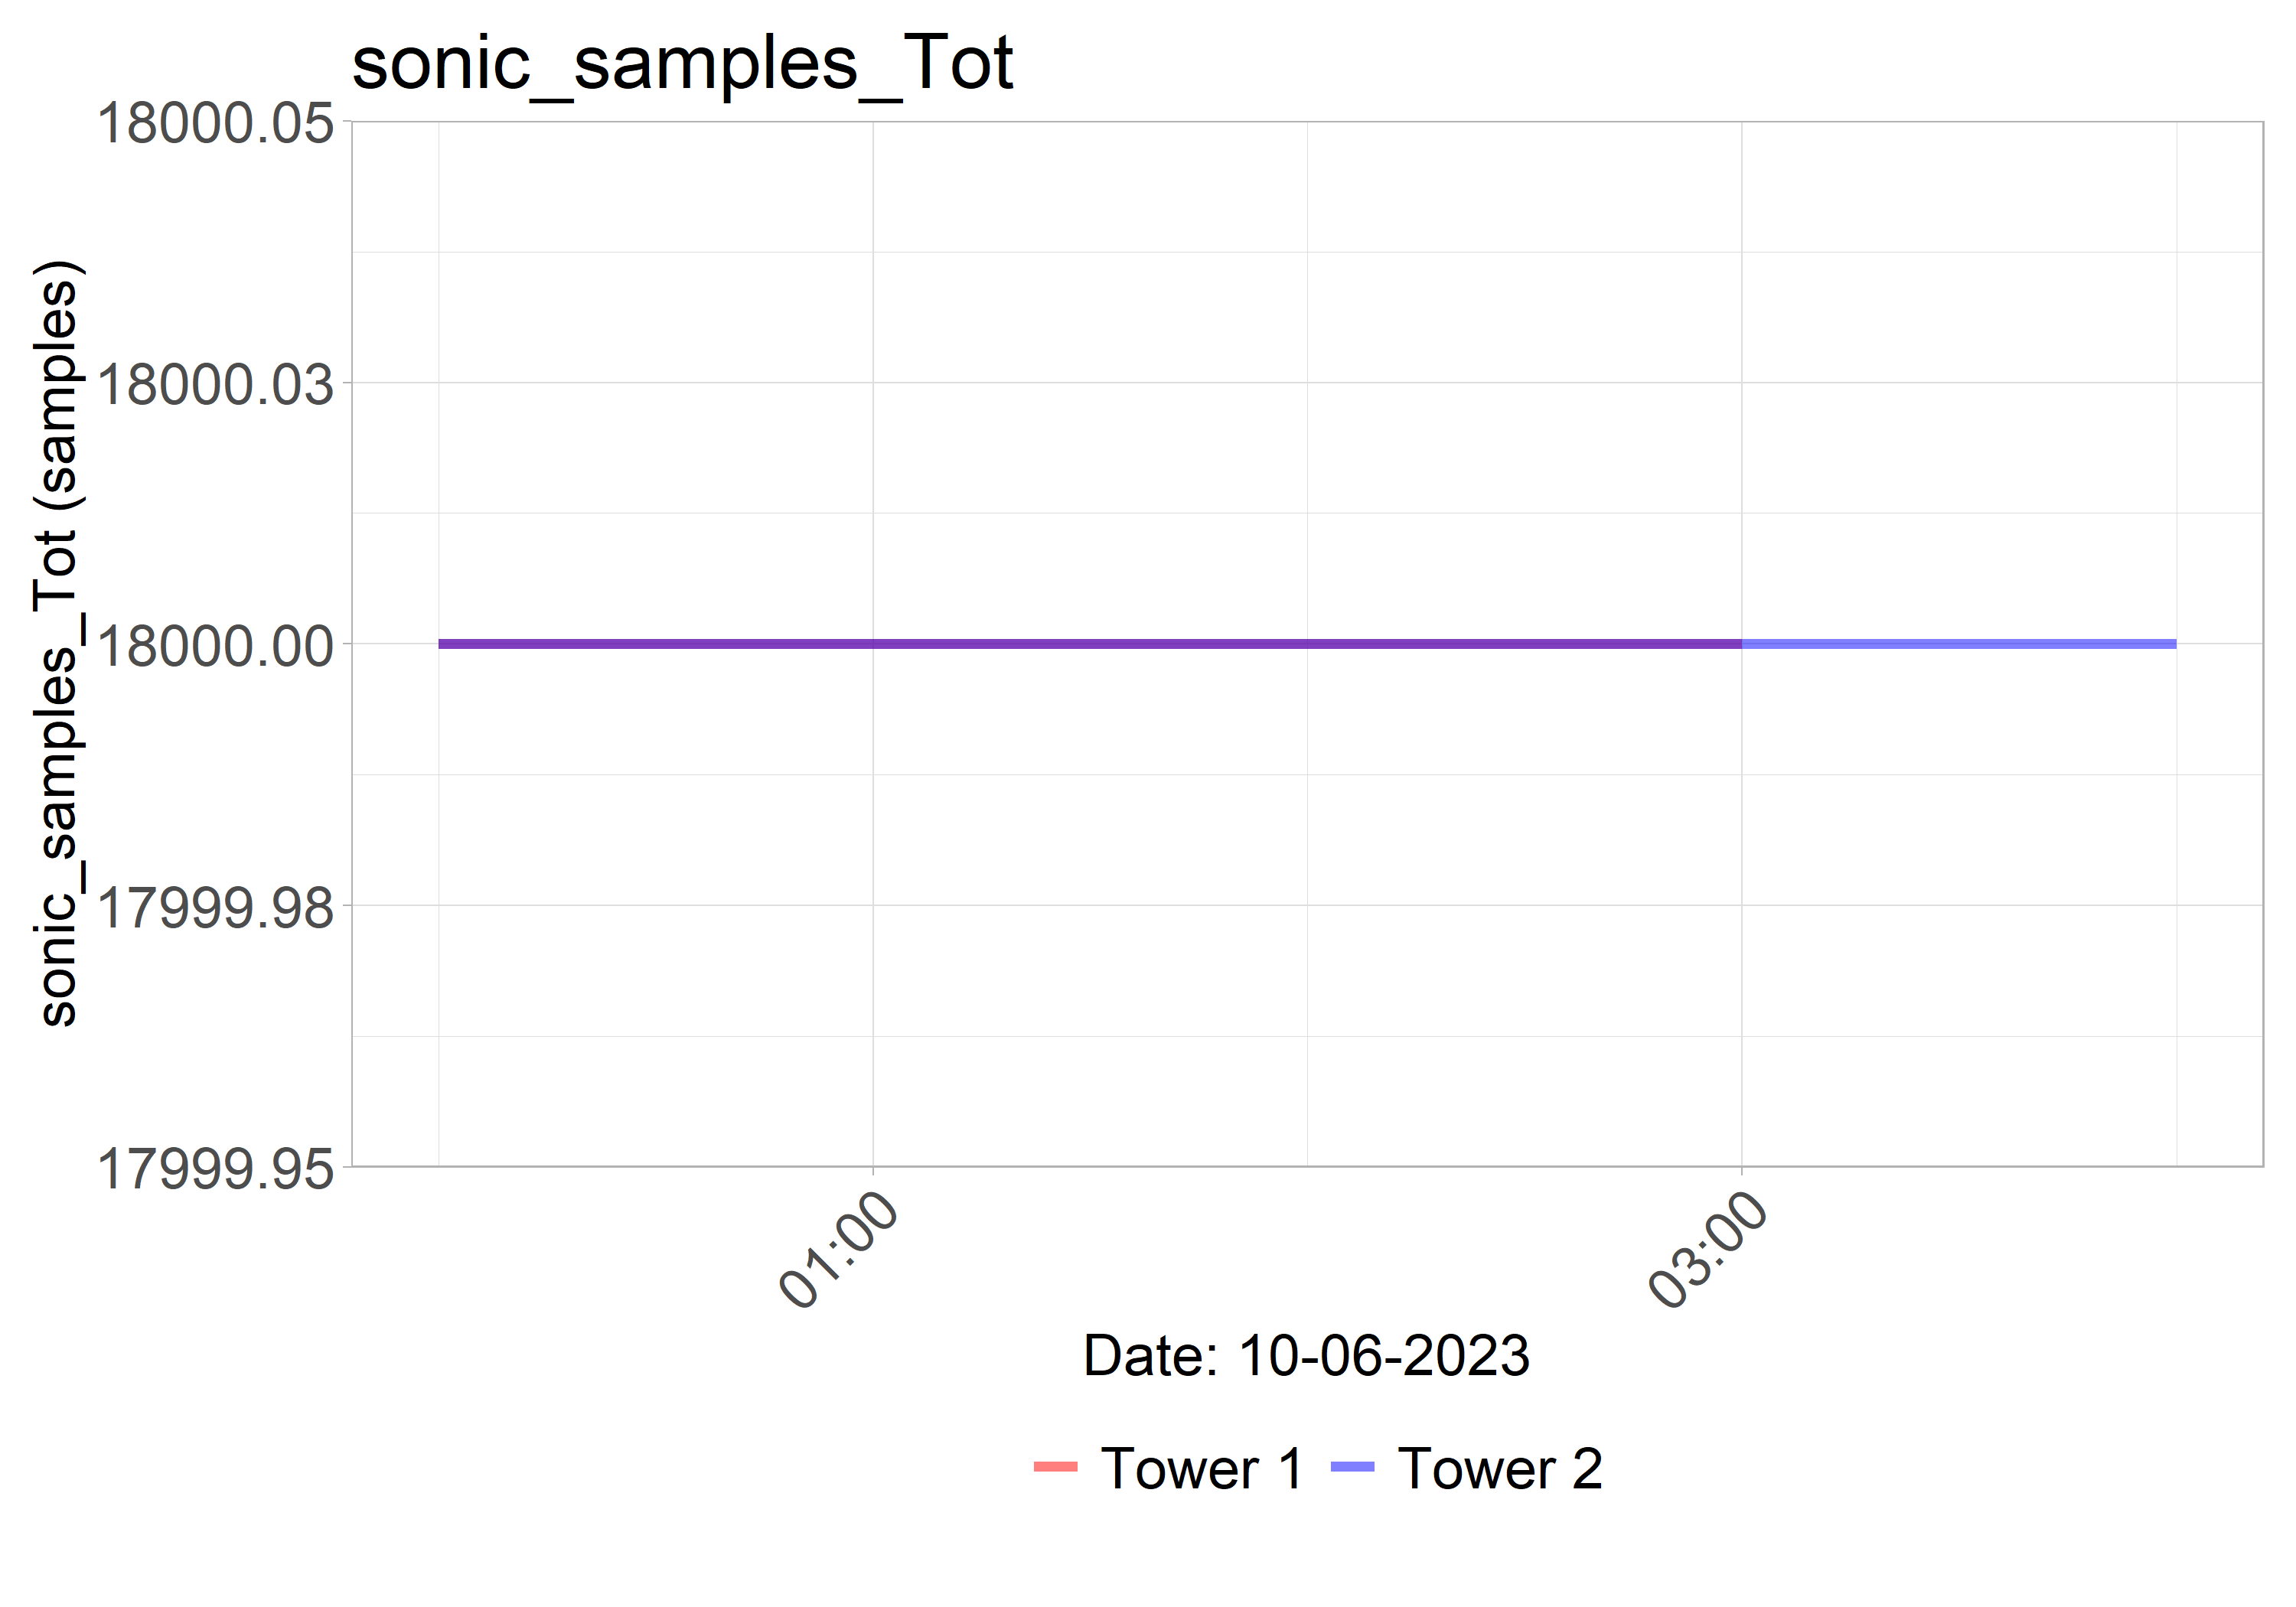 sonic_samples_Tot
sonic_samples_Tot (samples)
18000.05
18000.03
18000.00
17999.98
17999.95
01:00
03:00
Date: 10-06-2023
Tower 1
Tower 2